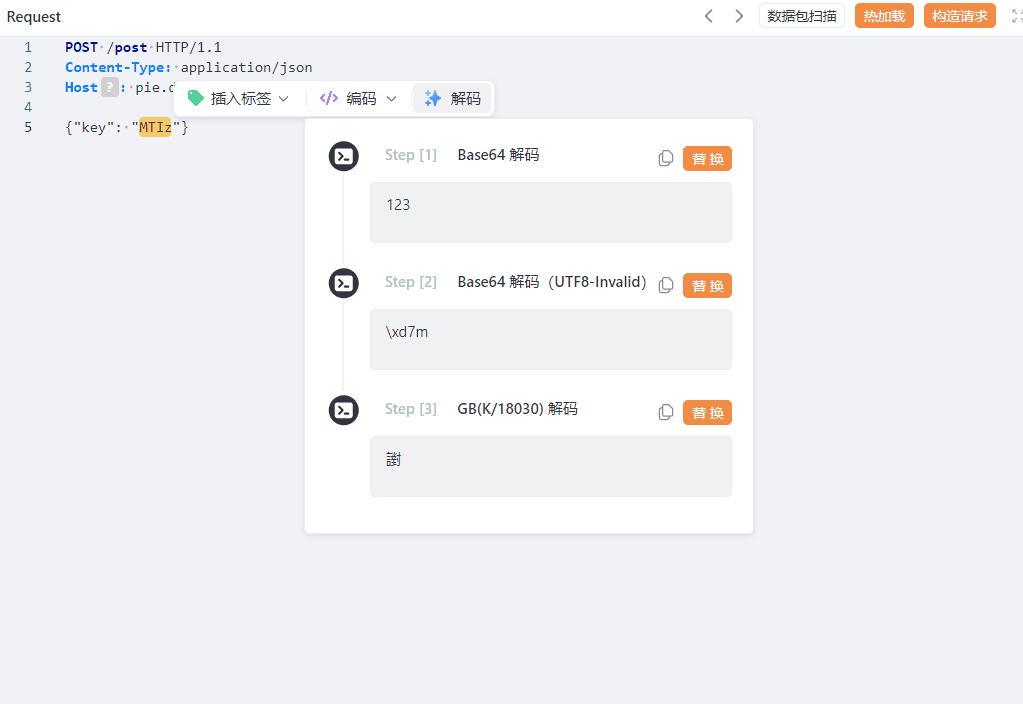 Request
数据包扫描 热加载 构造请求
1 POST /post HTTP/1.1
2 Content-Type: application/json
3 Host ? : pie.d
插入标签 </> 编码 解码
4
5 {"key": "MTIz"}
Step [1] Base64 解码 替换
123
Step [2] Base64 解码（UTF8-Invalid） 替换
\xd7m
Step [3] GB(K/18030) 解码 替换